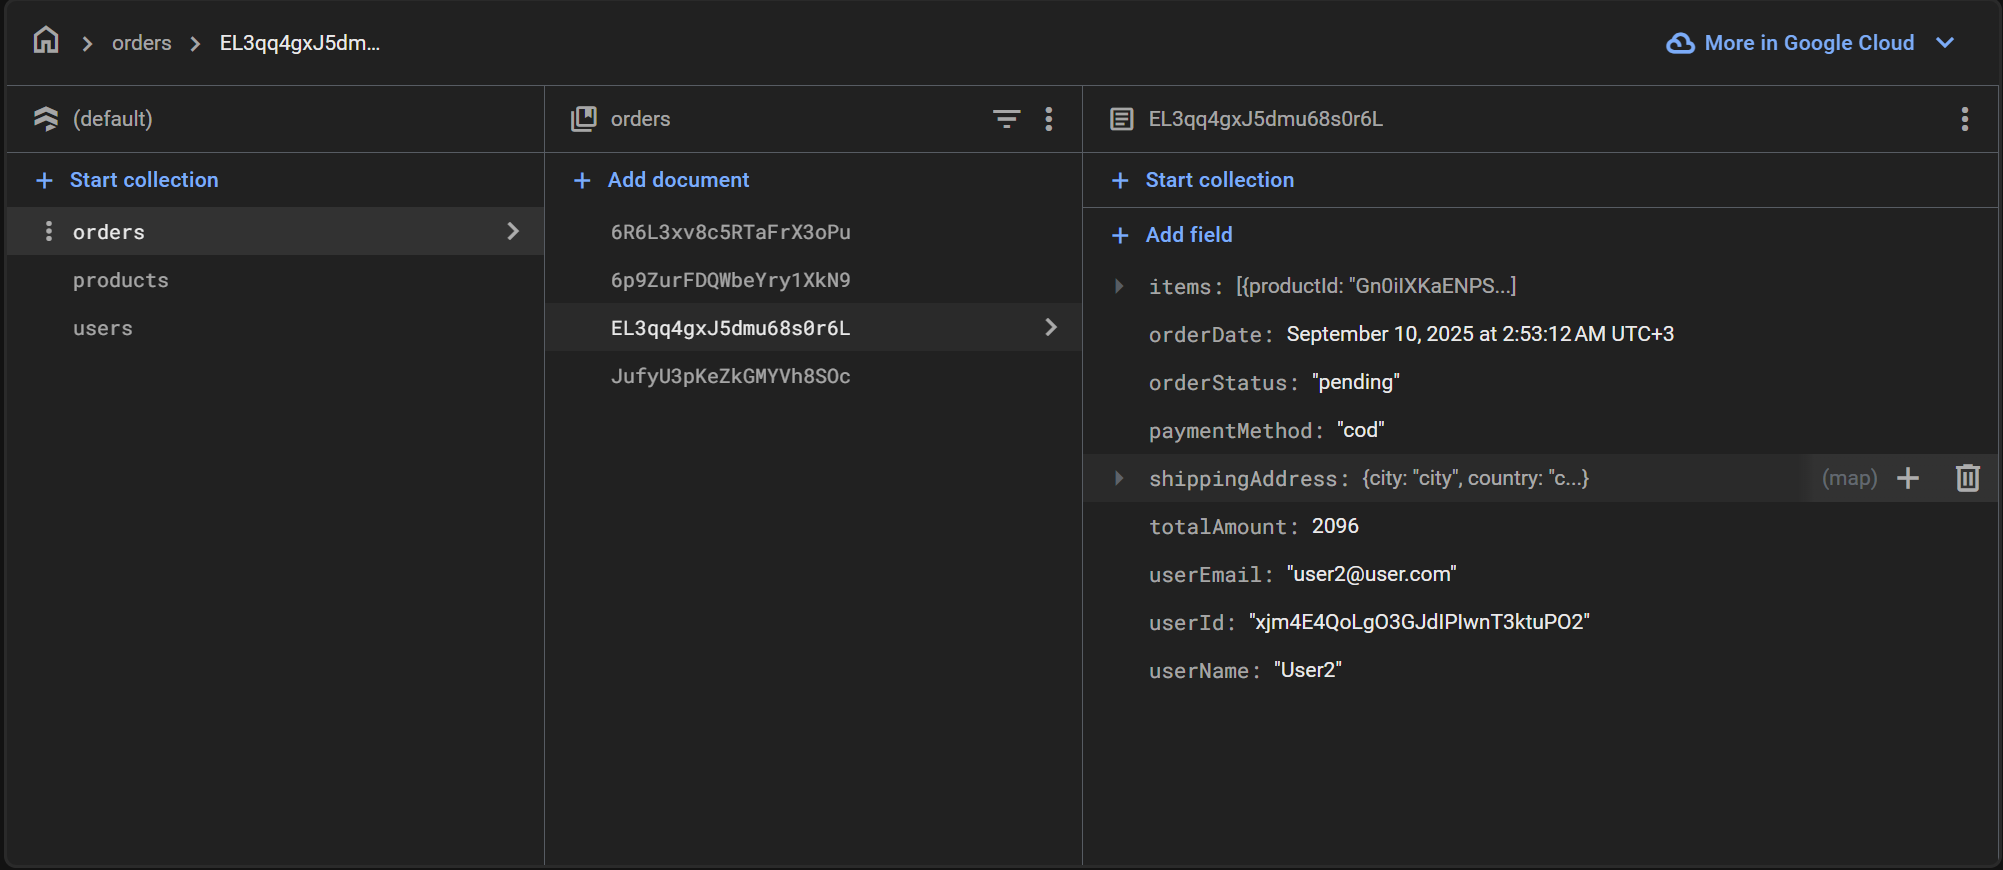 orders
EL3qq4gxJ5dm...
More in Google Cloud
(default)
Start collection
orders
products
users
orders
Add document
6R6L3xv8c5RTaFrX3oPu
6p9ZurFDQWbeYry1XkN9
EL3qq4gxJ5dmu68s0r6L
JufyU3pKeZkGMYVh8SOc
EL3qq4gxJ5dmu68s0r6L
Start collection
Add field
items: [{productId: "Gn0iIXKaENPS...]
orderDate: September 10, 2025 at 2:53:12 AM UTC+3
orderStatus: "pending"
paymentMethod: "cod"
shippingAddress: {city: "city", country: "c...} (map)
totalAmount: 2096
userEmail: "user2@user.com"
userId: "xjm4E4QoLgO3GJdIPIwnT3ktuPO2"
userName: "User2"